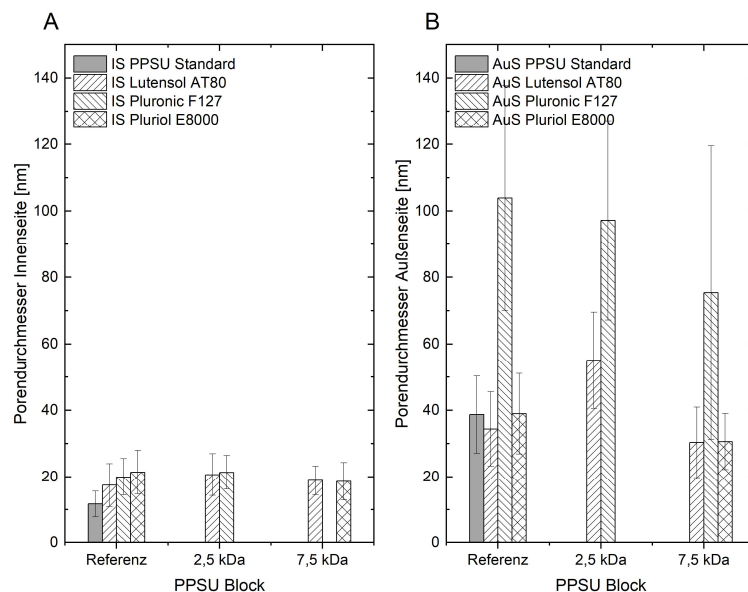 A
IS PPSU Standard
IS Lutensol AT80
IS Pluronic F127
IS Pluriol E8000
Porendurchmesser Innenseite [nm]
140
120
100
80
60
40
20
0
Referenz 2,5 kDa 7,5 kDa
PPSU Block
B
AuS PPSU Standard
AuS Lutensol AT80
AuS Pluronic F127
AuS Pluriol E8000
Porendurchmesser Außenseite [nm]
140
120
100
80
60
40
20
0
Referenz 2,5 kDa 7,5 kDa
PPSU Block